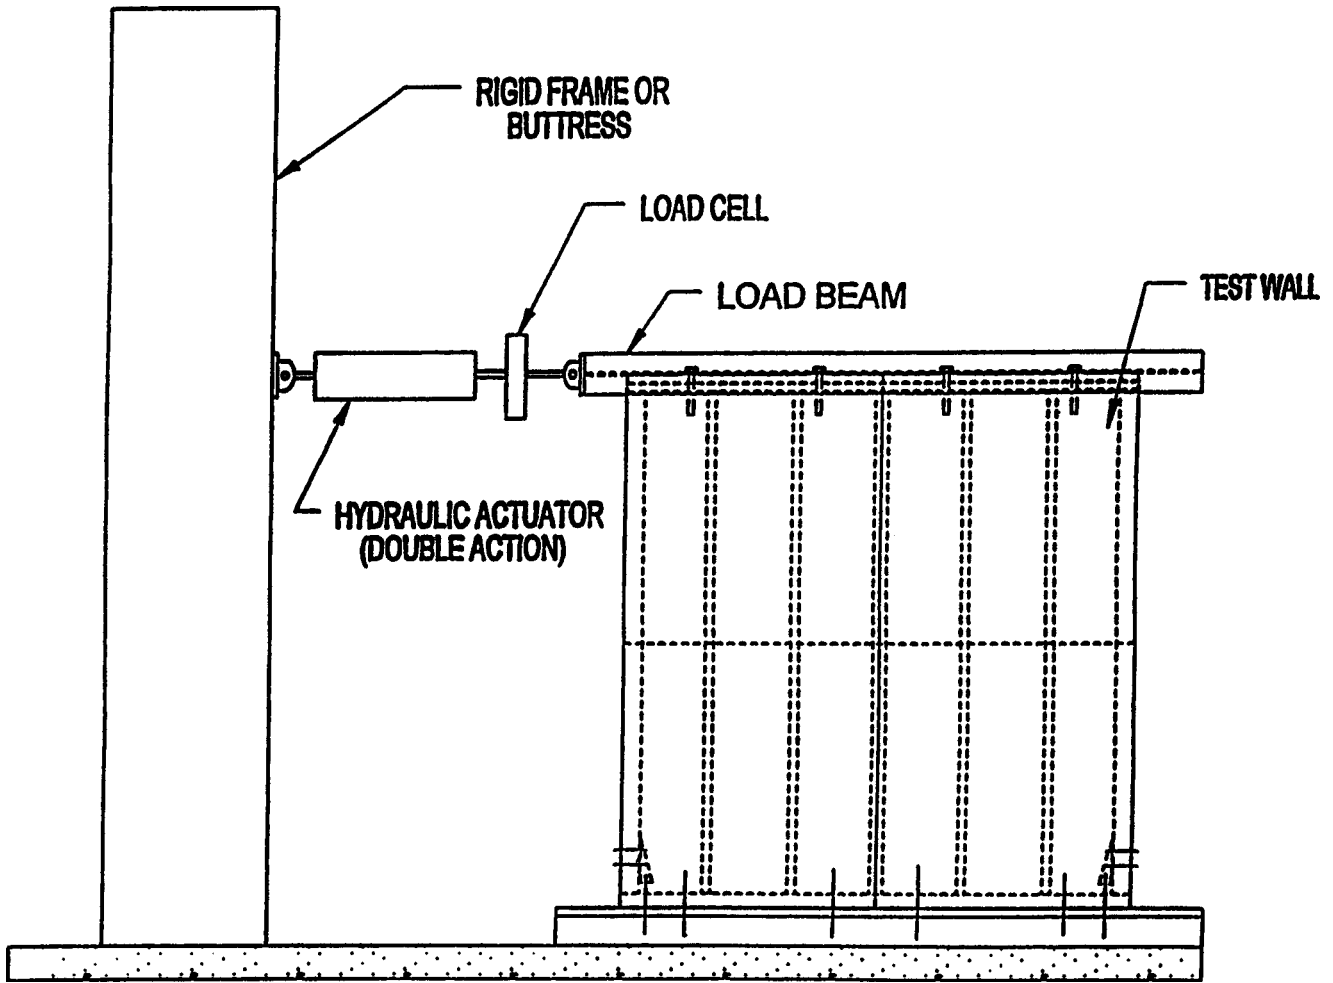 RIGID FRAME OR
BUTTRESS
LOAD CELL
LOAD BEAM
TEST WALL
HYDRAULIC ACTUATOR
(DOUBLE ACTION)